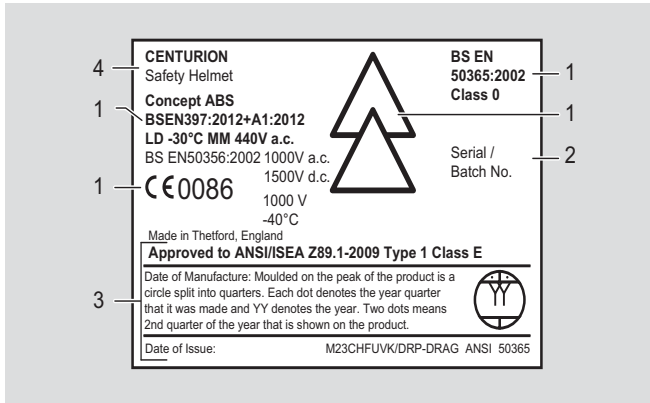 CENTURION
Safety Helmet
Concept ABS
BSEN397:2012+A1:2012
LD -30°C MM 440V a.c.
BS EN50356:2002 1000V a.c.
1500V d.c.
CE0086
1000 V
-40°C
BS EN
50365:2002
Class 0
Serial /
Batch No.
4
1
1
1
1
2
3
Made in Thetford, England
Approved to ANSI/ISEA Z89.1-2009 Type 1 Class E
Date of Manufacture: Moulded on the peak of the product is a
circle split into quarters. Each dot denotes the year quarter
that it was made and YY denotes the year. Two dots means
2nd quarter of the year that is shown on the product.
YY
Date of Issue: M23CHFUVK/DRP-DRAG ANSI 50365